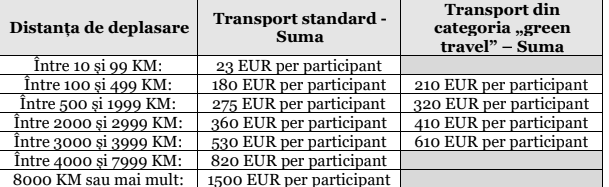 Distanța de deplasare | Transport standard - Suma | Transport din categoria „green travel” – Suma
Între 10 și 99 KM: | 23 EUR per participant
Între 100 și 499 KM: | 180 EUR per participant | 210 EUR per participant
Între 500 și 1999 KM: | 275 EUR per participant | 320 EUR per participant
Între 2000 și 2999 KM: | 360 EUR per participant | 410 EUR per participant
Între 3000 și 3999 KM: | 530 EUR per participant | 610 EUR per participant
Între 4000 și 7999 KM: | 820 EUR per participant
8000 KM sau mai mult: | 1500 EUR per participant